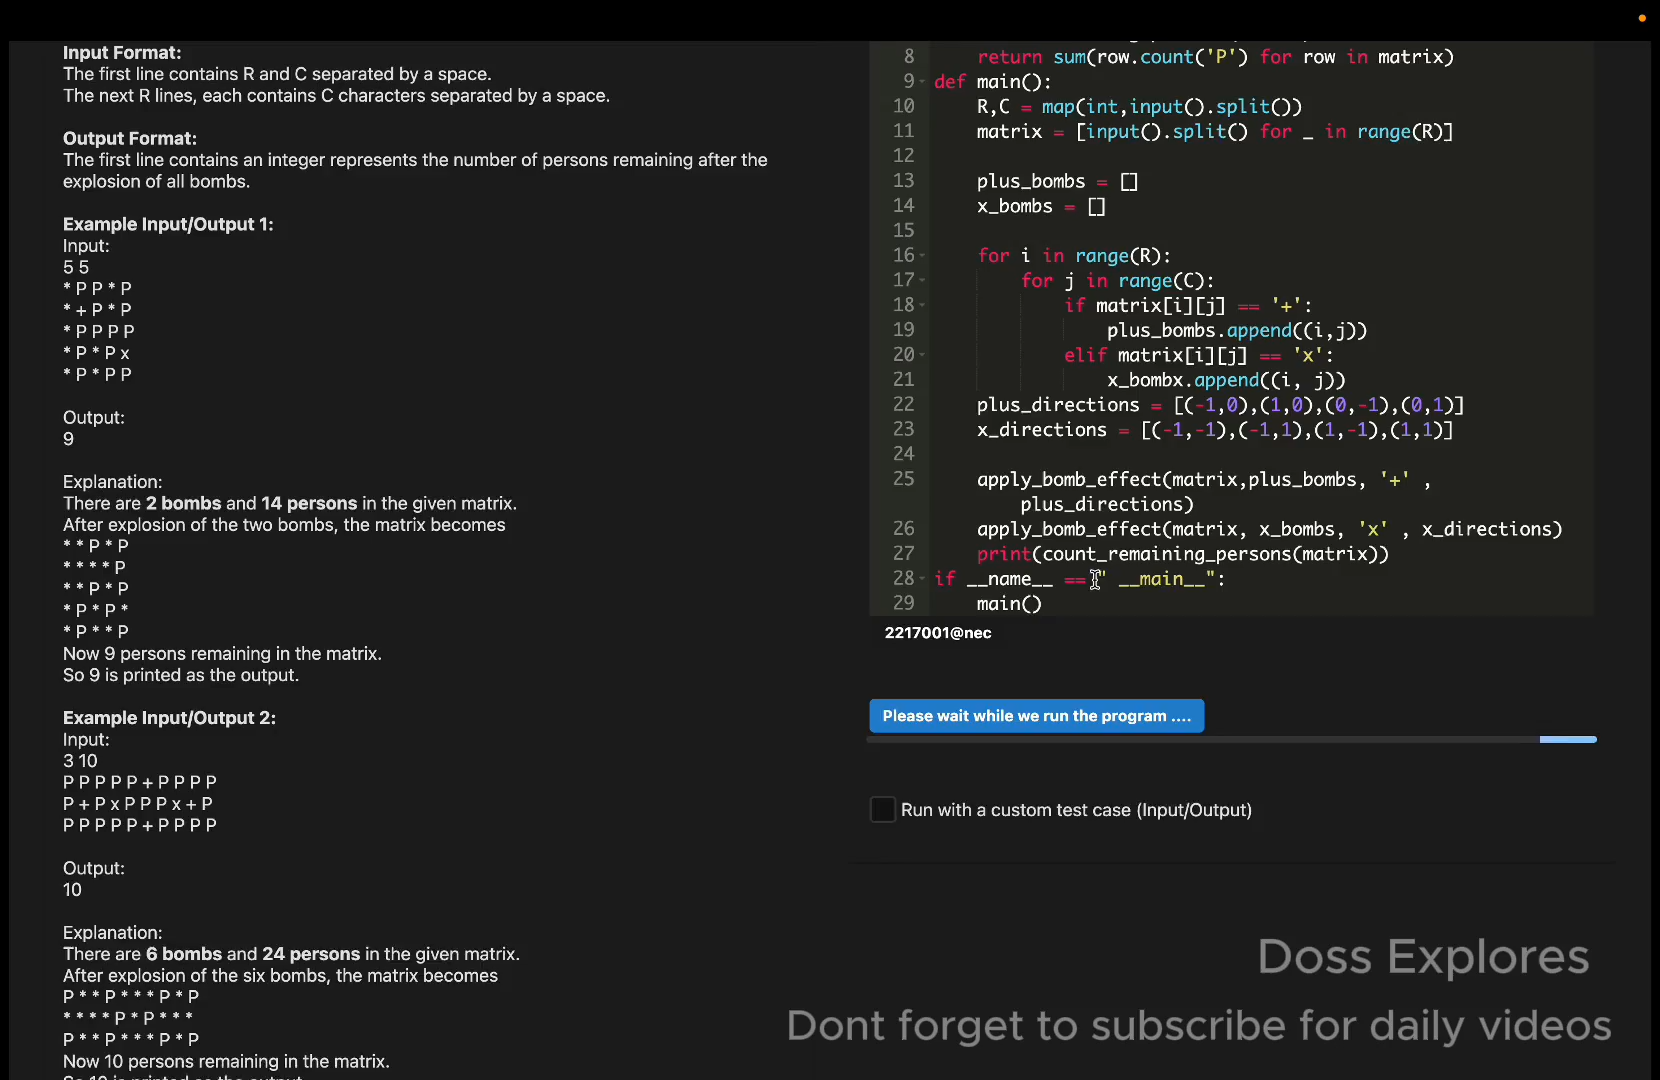 Input Format:
The first line contains R and C separated by a space.
The next R lines, each contains C characters separated by a space.
Output Format:
The first line contains an integer represents the number of persons remaining after the
explosion of all bombs.
Example Input/Output 1:
Input:
5 5
* P P * P
* + P * P
* P P P P
* P * P x
* P * P P
Output:
9
Explanation:
There are 2 bombs and 14 persons in the given matrix.
After explosion of the two bombs, the matrix becomes
* * P * P
* * * * P
* * P * P
* P * P *
* P * * P
Now 9 persons remaining in the matrix.
So 9 is printed as the output.
Example Input/Output 2:
Input:
3 10
P P P P P + P P P P
P + P x P P P x + P
P P P P P + P P P P
Output:
10
Explanation:
There are 6 bombs and 24 persons in the given matrix.
After explosion of the six bombs, the matrix becomes
P * * P * * * P * P
* * * * P * P * * *
P * * P * * * P * P
Now 10 persons remaining in the matrix.
8 return sum(row.count('P') for row in matrix)
9 def main():
10 R,C = map(int,input().split())
11 matrix = [input().split() for _ in range(R)]
12
13 plus_bombs = []
14 x_bombs = []
15
16 for i in range(R):
17 for j in range(C):
18 if matrix[i][j] == '+':
19 plus_bombs.append((i,j))
20 elif matrix[i][j] == 'x':
21 x_bombx.append((i, j))
22 plus_directions = [(-1,0),(1,0),(0,-1),(0,1)]
23 x_directions = [(-1,-1),(-1,1),(1,-1),(1,1)]
24
25 apply_bomb_effect(matrix,plus_bombs, '+' ,
plus_directions)
26 apply_bomb_effect(matrix, x_bombs, 'x' , x_directions)
27 print(count_remaining_persons(matrix))
28 if __name__ == " __main__":
29 main()
2217001@nec
Please wait while we run the program ....
Run with a custom test case (Input/Output)
Doss Explores
Dont forget to subscribe for daily videos